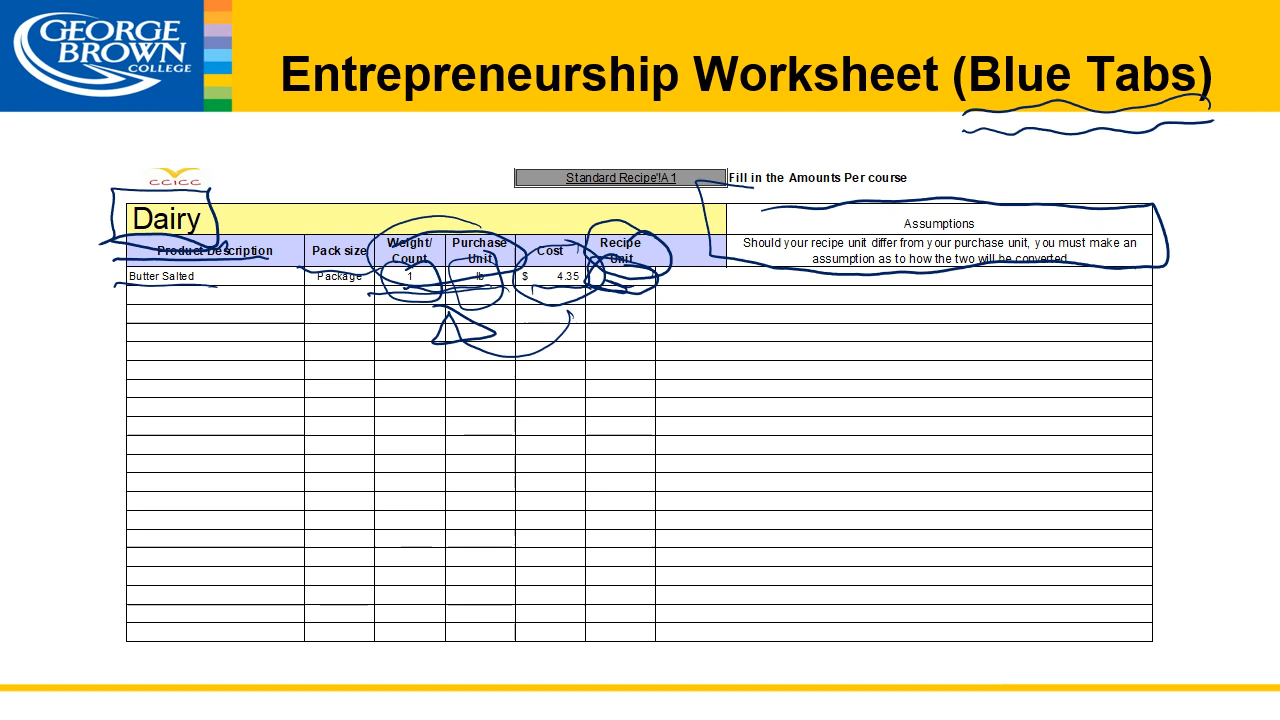 GEORGE
BROWN
COLLEGE
Entrepreneurship Worksheet (Blue Tabs)
CCICC
Standard Recipe'!A1
Fill in the Amounts Per course
Dairy
Assumptions
Product Description
Pack size
Weight/
Count
Purchase
Unit
Cost
Recipe
Unit
Should your recipe unit differ from your purchase unit, you must make an
assumption as to how the two will be converted
Butter Salted
Package
1
lb
$ 4.35